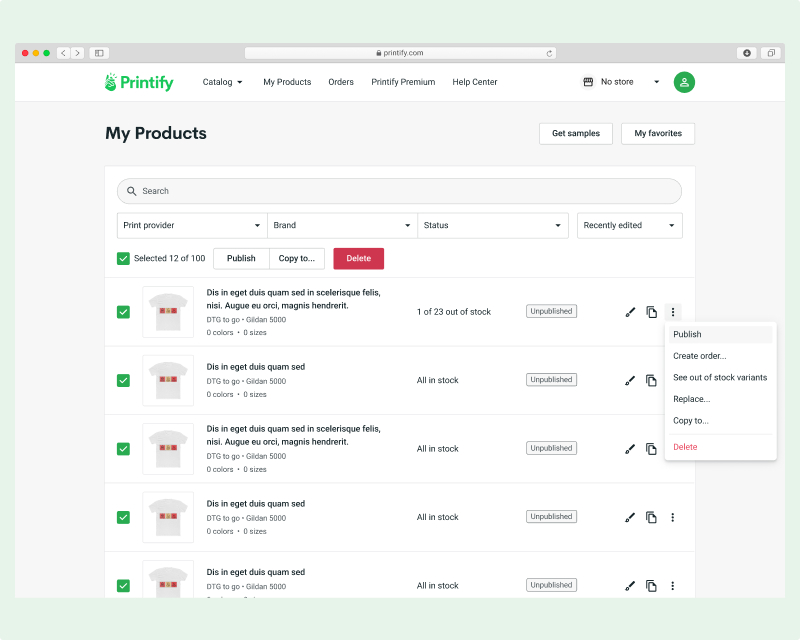 printify.com
Printify
Catalog
My Products
Orders
Printify Premium
Help Center
No store
My Products
Get samples
My favorites
Search
Print provider
Brand
Status
Recently edited
Selected 12 of 100
Publish
Copy to...
Delete
Dis in eget duis quam sed in scelerisque felis,
nisi. Augue eu orci, magnis hendrerit.
DTG to go • Gildan 5000
0 colors • 0 sizes
1 of 23 out of stock
Unpublished
Publish
Create order...
See out of stock variants
Replace...
Copy to...
Delete
Dis in eget duis quam sed
DTG to go • Gildan 5000
0 colors • 0 sizes
All in stock
Unpublished
Dis in eget duis quam sed in scelerisque felis,
nisi. Augue eu orci, magnis hendrerit.
DTG to go • Gildan 5000
0 colors • 0 sizes
All in stock
Unpublished
Dis in eget duis quam sed
DTG to go • Gildan 5000
0 colors • 0 sizes
All in stock
Unpublished
Dis in eget duis quam sed
DTG to go • Gildan 5000
All in stock
Unpublished